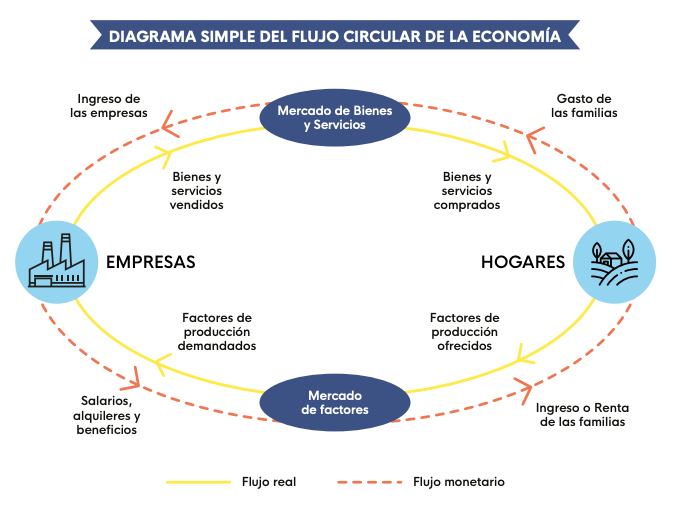 DIAGRAMA SIMPLE DEL FLUJO CIRCULAR DE LA ECONOMÍA
Ingreso de
las empresas
Mercado de Bienes
y Servicios
Gasto de
las familias
Bienes y
servicios
vendidos
Bienes y
servicios
comprados
EMPRESAS
HOGARES
Factores de
producción
demandados
Factores de
producción
ofrecidos
Salarios,
alquileres y
beneficios
Mercado
de factores
Ingreso o Renta
de las familias
Flujo real
Flujo monetario